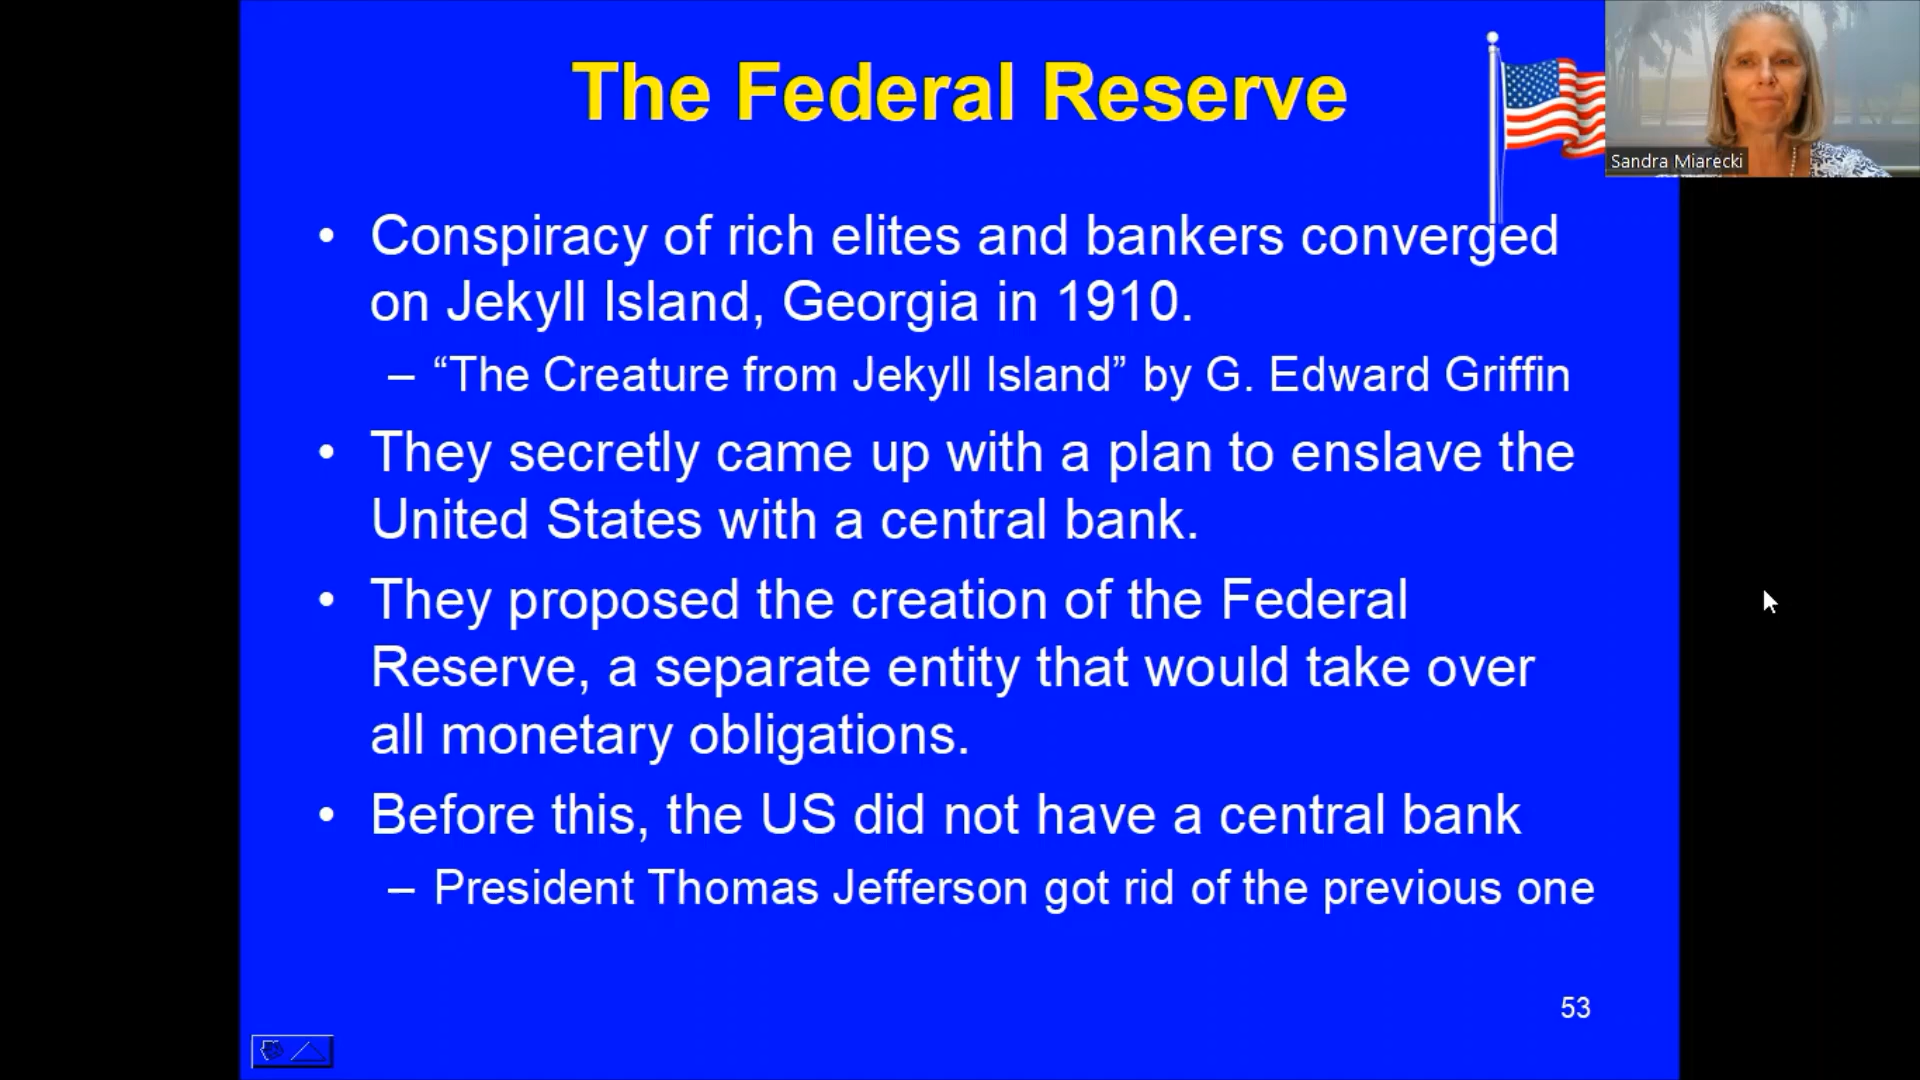 The Federal Reserve
Sandra Miarecki
• Conspiracy of rich elites and bankers converged
on Jekyll Island, Georgia in 1910.
– “The Creature from Jekyll Island” by G. Edward Griffin
• They secretly came up with a plan to enslave the
United States with a central bank.
• They proposed the creation of the Federal
Reserve, a separate entity that would take over
all monetary obligations.
• Before this, the US did not have a central bank
– President Thomas Jefferson got rid of the previous one
53